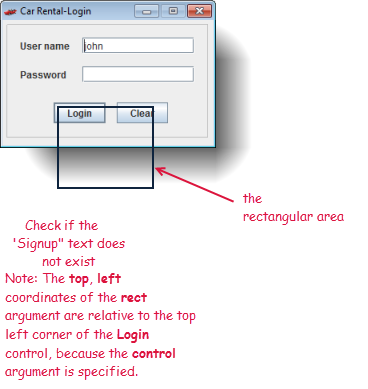 Car Rental-Login
User name
john
Password
Login
Clear
the
rectangular area
Check if the
"Signup" text does
not exist
Note: The top, left
coordinates of the rect
argument are relative to the top
left corner of the Login
control, because the control
argument is specified.